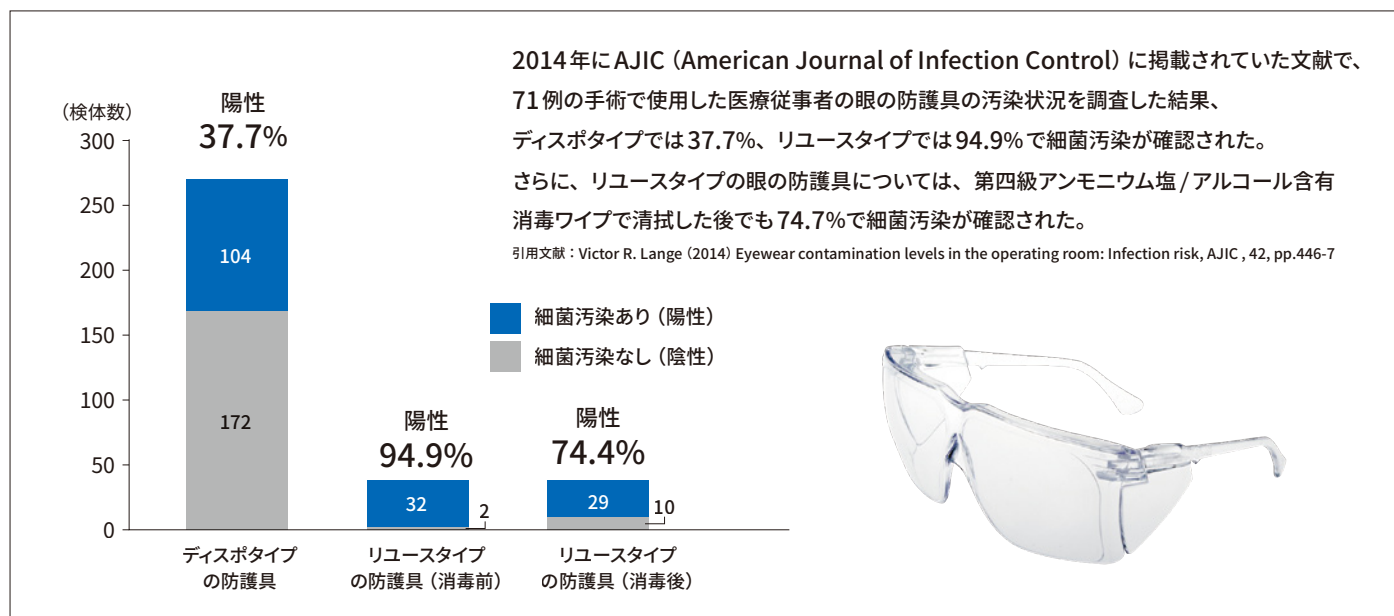 2014年にAJIC（American Journal of Infection Control）に掲載されていた文献で、
71例の手術で使用した医療従事者の眼の防護具の汚染状況を調査した結果、
ディスポタイプでは37.7%、リユースタイプでは94.9%で細菌汚染が確認された。
さらに、リユースタイプの眼の防護具については、第四級アンモニウム塩/アルコール含有
消毒ワイプで清拭した後でも74.7%で細菌汚染が確認された。
引用文献：Victor R. Lange（2014）Eyewear contamination levels in the operating room: Infection risk, AJIC , 42, pp.446-7
（検体数）
300
250
200
150
100
50
0
陽性
37.7%
104
172
ディスポタイプ
の防護具
陽性
94.9%
32
2
リユースタイプ
の防護具（消毒前）
陽性
74.4%
29
10
リユースタイプ
の防護具（消毒後）
細菌汚染あり（陽性）
細菌汚染なし（陰性）